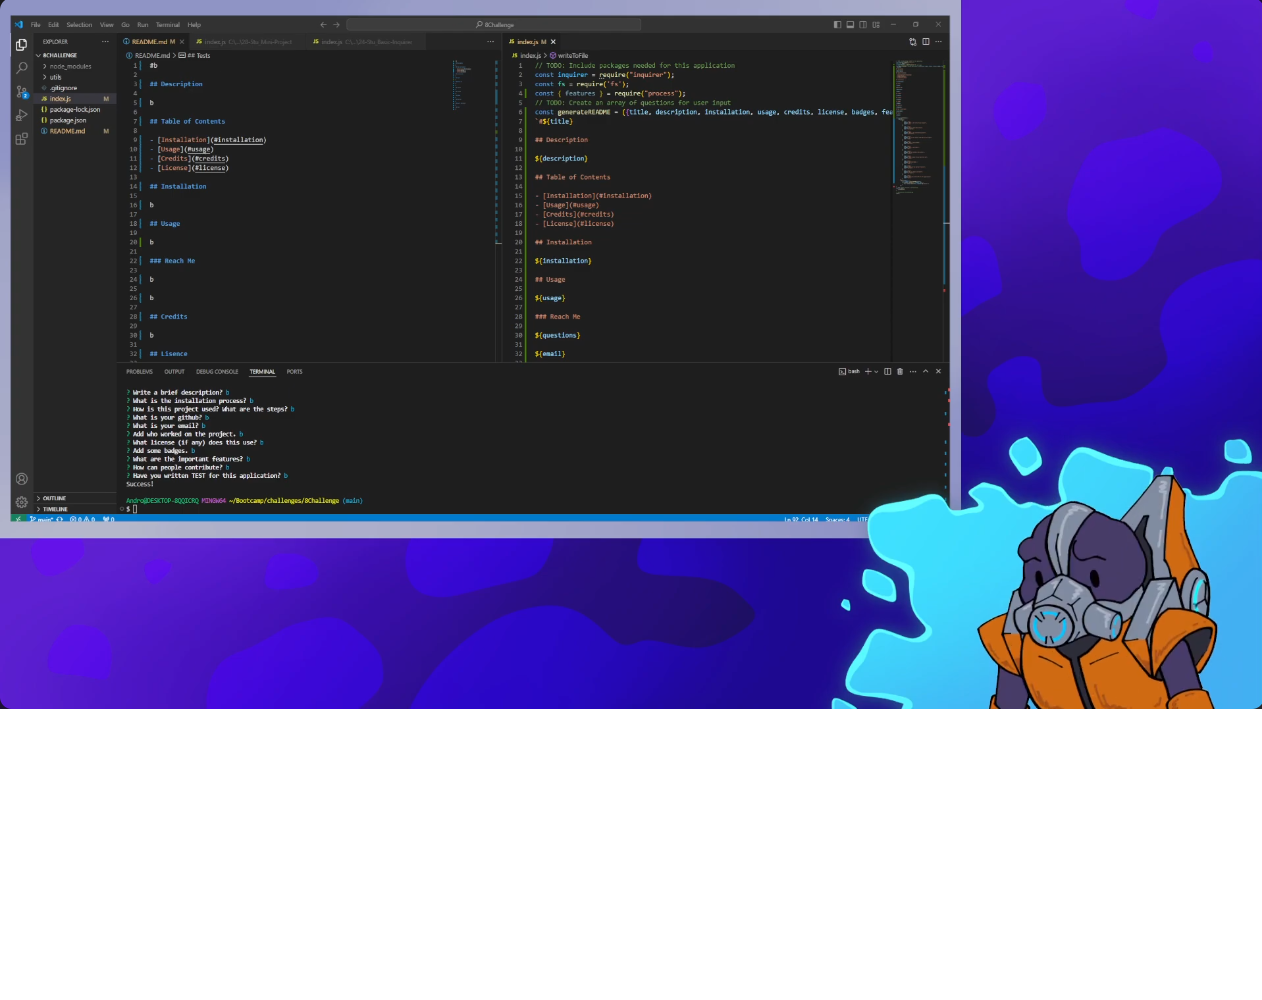 File Edit Selection View Go Run Terminal Help
8Challenge
EXPLORER
8CHALLENGE
node_modules
utils
.gitignore
index.js M
package-lock.json
package.json
README.md M
OUTLINE
TIMELINE
README.md M
index.js
index.js
README.md > ## Tests
1 #b
2
3 ## Description
4
5 b
6
7 ## Table of Contents
8
9 - [Installation](#installation)
10 - [Usage](#usage)
11 - [Credits](#credits)
12 - [License](#license)
13
14 ## Installation
15
16 b
17
18 ## Usage
19
20 b
21
22 ### Reach Me
23
24 b
25
26 b
27
28 ## Credits
29
30 b
31
32 ## Lisence
index.js M
index.js > writeToFile
1 // TODO: Include packages needed for this application
2 const inquirer = require("inquirer");
3 const fs = require('fs');
4 const { features } = require("process");
5 // TODO: Create an array of questions for user input
6 const generateREADME = ({title, description, installation, usage, credits, license, badges, fea
7 `#${title}
8
9 ## Description
10
11 ${description}
12
13 ## Table of Contents
14
15 - [Installation](#installation)
16 - [Usage](#usage)
17 - [Credits](#credits)
18 - [License](#license)
19
20 ## Installation
21
22 ${installation}
23
24 ## Usage
25
26 ${usage}
27
28 ### Reach Me
29
30 ${questions}
31
32 ${email}
PROBLEMS OUTPUT DEBUG CONSOLE TERMINAL PORTS
bash
? Write a brief description? b
? What is the installation process? b
? How is this project used? What are the steps? b
? What is your github? b
? What is your email? b
? Add who worked on the project. b
? What license (if any) does this use? b
? Add some badges. b
? What are the important features? b
? How can people contribute? b
? Have you written TEST for this application? b
Success!
MINGW64 ~/Bootcamp/challenges/8Challenge (main)
$
main* 0 0 0
Ln 92, Col 14 Spaces: 4